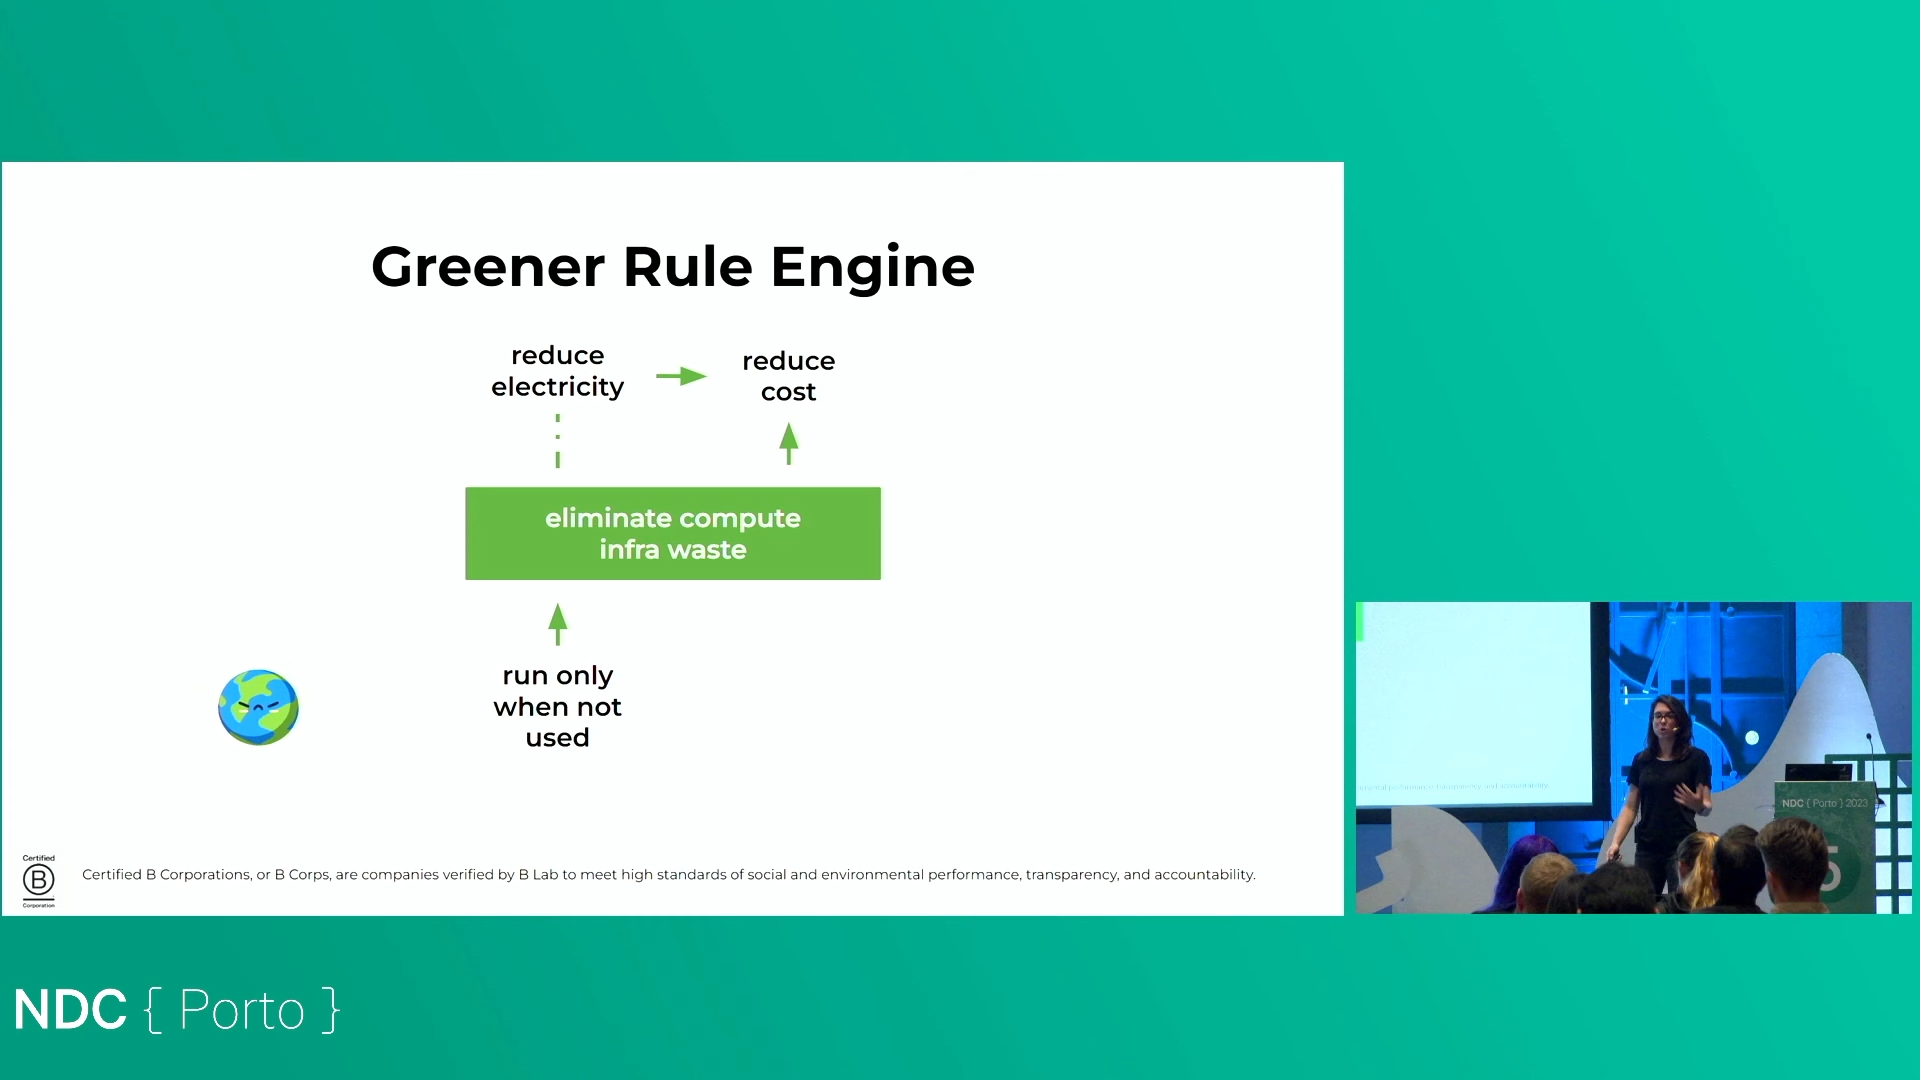 Greener Rule Engine
reduce
electricity
reduce
cost
eliminate compute
infra waste
run only
when not
used
Certified
B
Corporation
Certified B Corporations, or B Corps, are companies verified by B Lab to meet high standards of social and environmental performance, transparency, and accountability.
NDC { Porto } 2023
5
NDC { Porto }